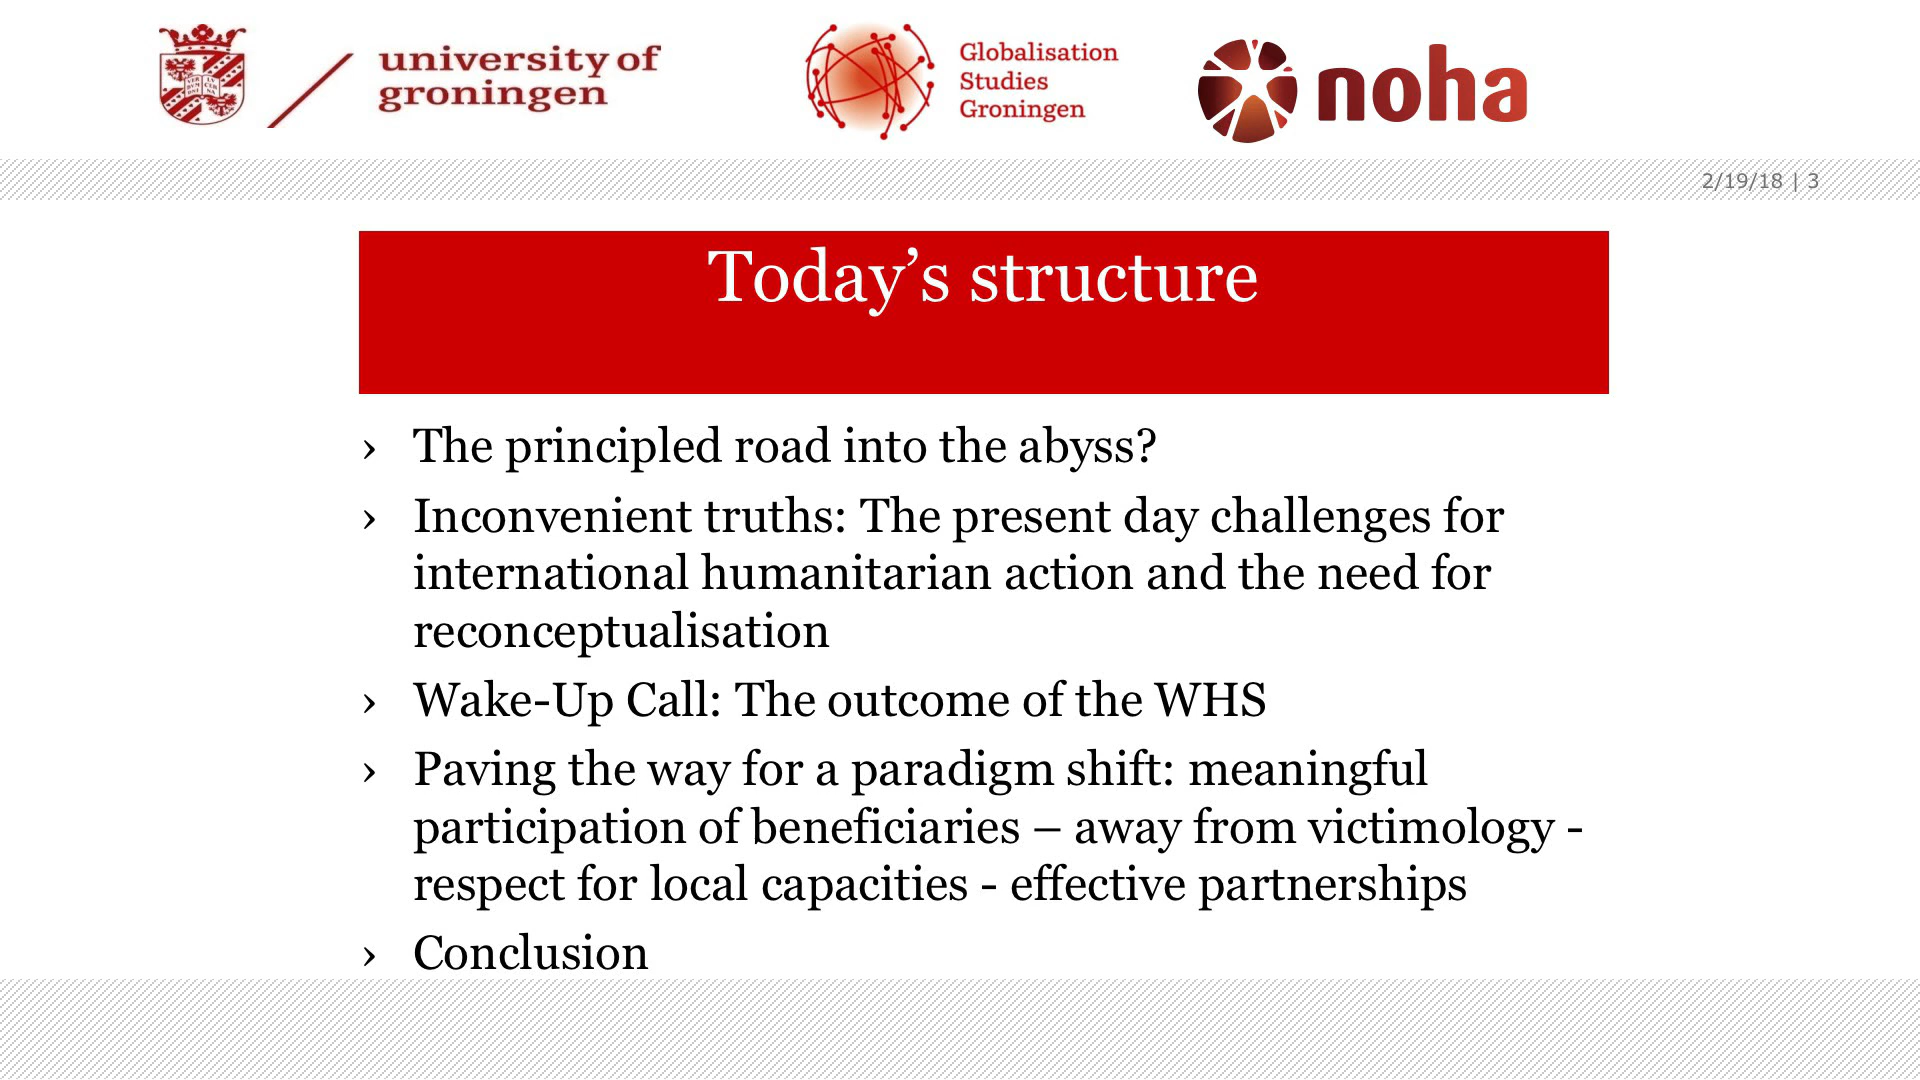 university of
groningen
Globalisation
Studies
Groningen
noha
2/19/18 | 3
Today’s structure
› The principled road into the abyss?
› Inconvenient truths: The present day challenges for
international humanitarian action and the need for
reconceptualisation
› Wake-Up Call: The outcome of the WHS
› Paving the way for a paradigm shift: meaningful
participation of beneficiaries – away from victimology -
respect for local capacities - effective partnerships
› Conclusion